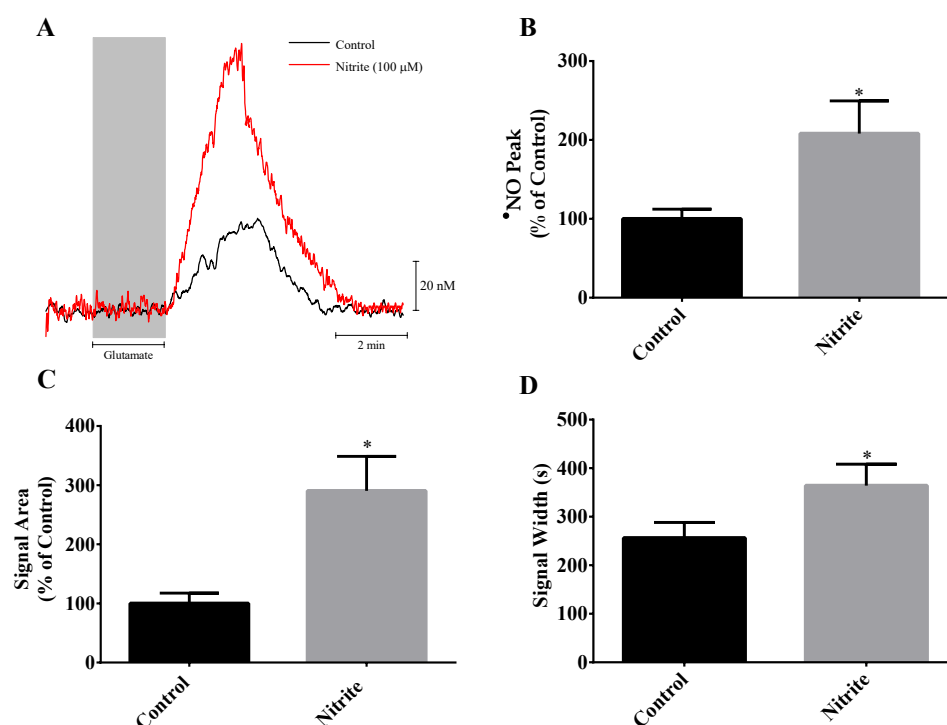 A
Control
Nitrite (100 μM)
20 nM
2 min
Glutamate
B
•NO Peak
(% of Control)
300
200
100
0
Control
Nitrite
*
C
Signal Area
(% of Control)
400
300
200
100
0
Control
Nitrite
*
D
Signal Width (s)
500
400
300
200
100
0
Control
Nitrite
*